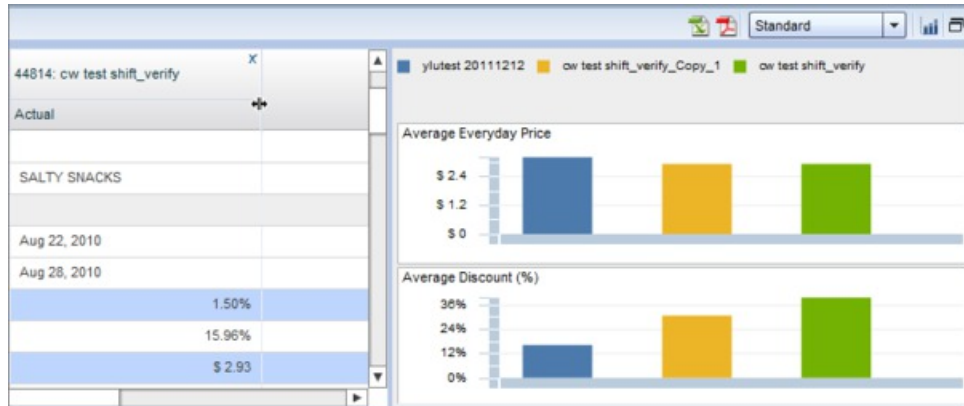 Standard
44814: cw test shift_verify
x
Actual
SALTY SNACKS
Aug 22, 2010
Aug 28, 2010
1.50%
15.96%
$ 2.93
ylutest 20111212 cw test shift_verify_Copy_1 cw test shift_verify
Average Everyday Price
$ 2.4
$ 1.2
$ 0
Average Discount (%)
36%
24%
12%
0%